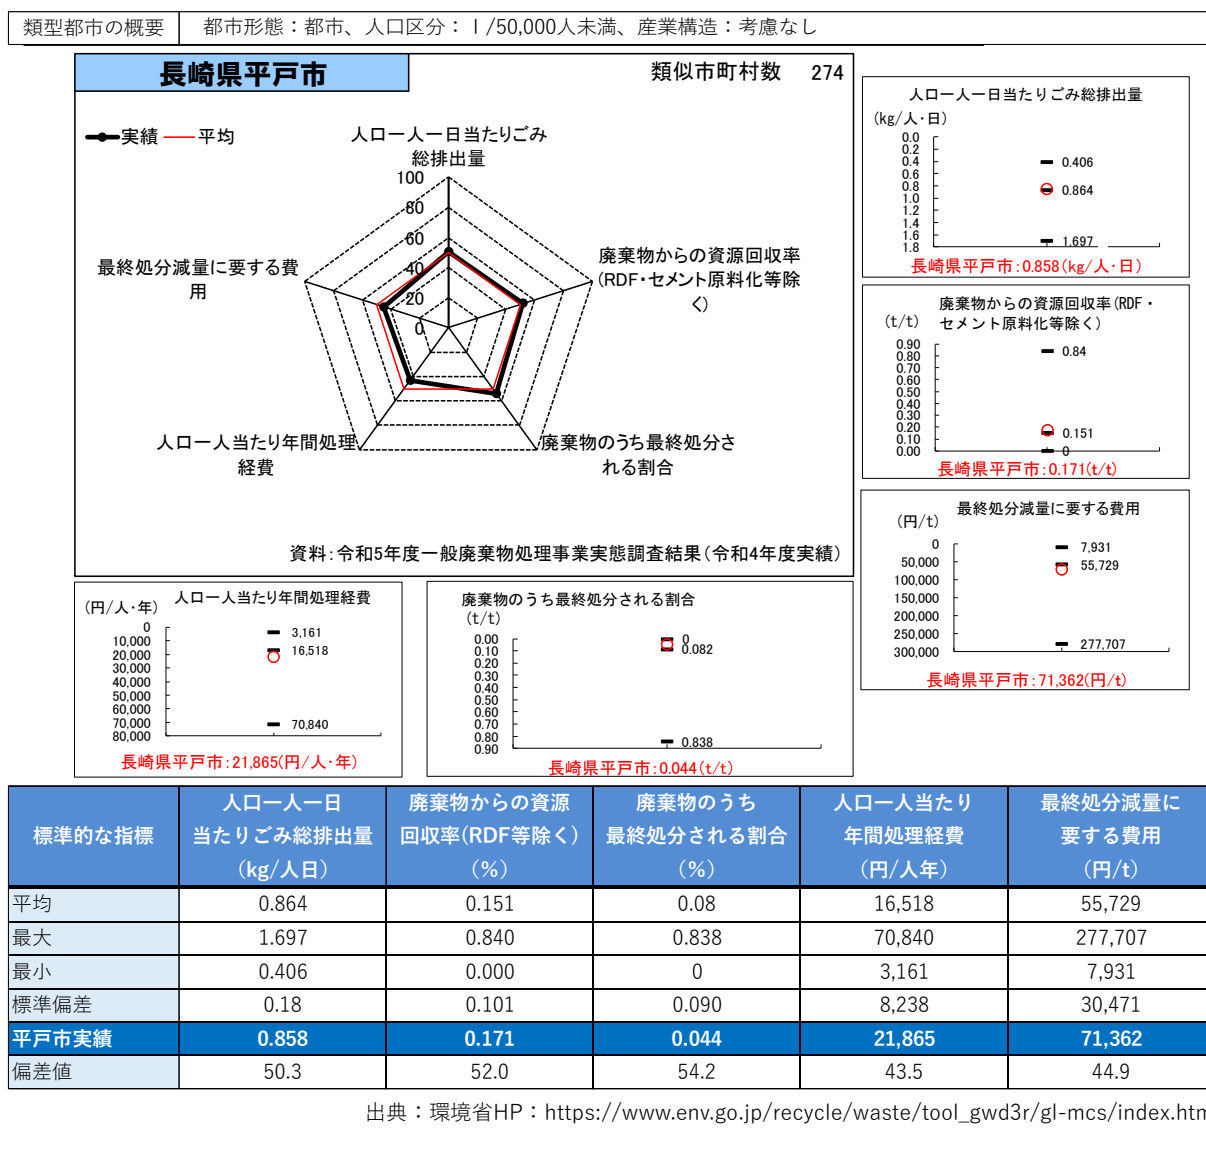 類型都市の概要 都市形態：都市、人口区分：Ⅰ/50,000人未満、産業構造：考慮なし
長崎県平戸市 類似市町村数 274
実績 平均
人口一人一日当たりごみ
総排出量
100
80
60
40
20
0
廃棄物からの資源回収率
(RDF・セメント原料化等除
く)
最終処分減量に要する費
用
人口一人当たり年間処理
経費
廃棄物のうち最終処分さ
れる割合
資料：令和5年度一般廃棄物処理事業実態調査結果（令和4年度実績）
人口一人一日当たりごみ総排出量
(kg/人・日)
0.0
0.2
0.4
0.6
0.8
1.0
1.2
1.4
1.6
1.8
0.406
0.864
1.697
長崎県平戸市：0.858(kg/人・日)
廃棄物からの資源回収率(RDF・
セメント原料化等除く)
(t/t)
0.90
0.80
0.70
0.60
0.50
0.40
0.30
0.20
0.10
0.00
0.84
0.151
0
長崎県平戸市：0.171(t/t)
最終処分減量に要する費用
(円/t)
0
50,000
100,000
150,000
200,000
250,000
300,000
7,931
55,729
277,707
長崎県平戸市：71,362(円/t)
人口一人当たり年間処理経費
(円/人・年)
0
10,000
20,000
30,000
40,000
50,000
60,000
70,000
80,000
3,161
16,518
70,840
長崎県平戸市：21,865(円/人・年)
廃棄物のうち最終処分される割合
(t/t)
0.00
0.10
0.20
0.30
0.40
0.50
0.60
0.70
0.80
0.90
0
0.082
0.838
長崎県平戸市：0.044(t/t)
標準的な指標
人口一人一日
当たりごみ総排出量
(kg/人日)
廃棄物からの資源
回収率(RDF等除く)
(%)
廃棄物のうち
最終処分される割合
(%)
人口一人当たり
年間処理経費
(円/人年)
最終処分減量に
要する費用
(円/t)
平均 0.864 0.151 0.08 16,518 55,729
最大 1.697 0.840 0.838 70,840 277,707
最小 0.406 0.000 0 3,161 7,931
標準偏差 0.18 0.101 0.090 8,238 30,471
平戸市実績 0.858 0.171 0.044 21,865 71,362
偏差値 50.3 52.0 54.2 43.5 44.9
出典：環境省HP：https://www.env.go.jp/recycle/waste/tool_gwd3r/gl-mcs/index.htm